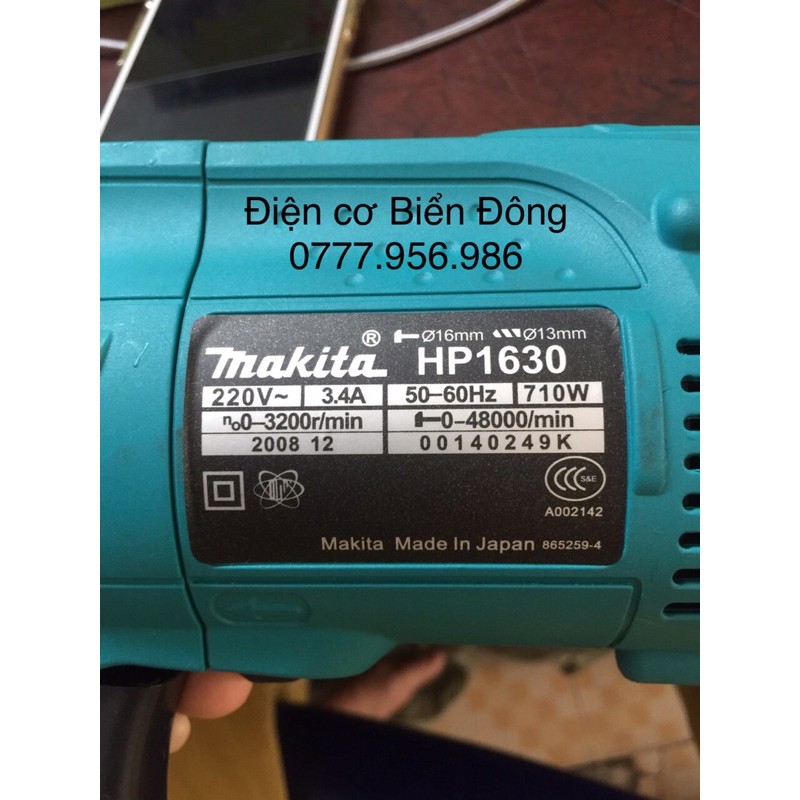 Điện cơ Biển Đông
0777.956.986
Ø16mm Ø13mm
makita® HP1630
220V~ 3.4A 50–60Hz 710W
n₀0–3200r/min 0–48000/min
2008 12 00140249K
CCC S&E
A002142
Makita Made In Japan 865259-4